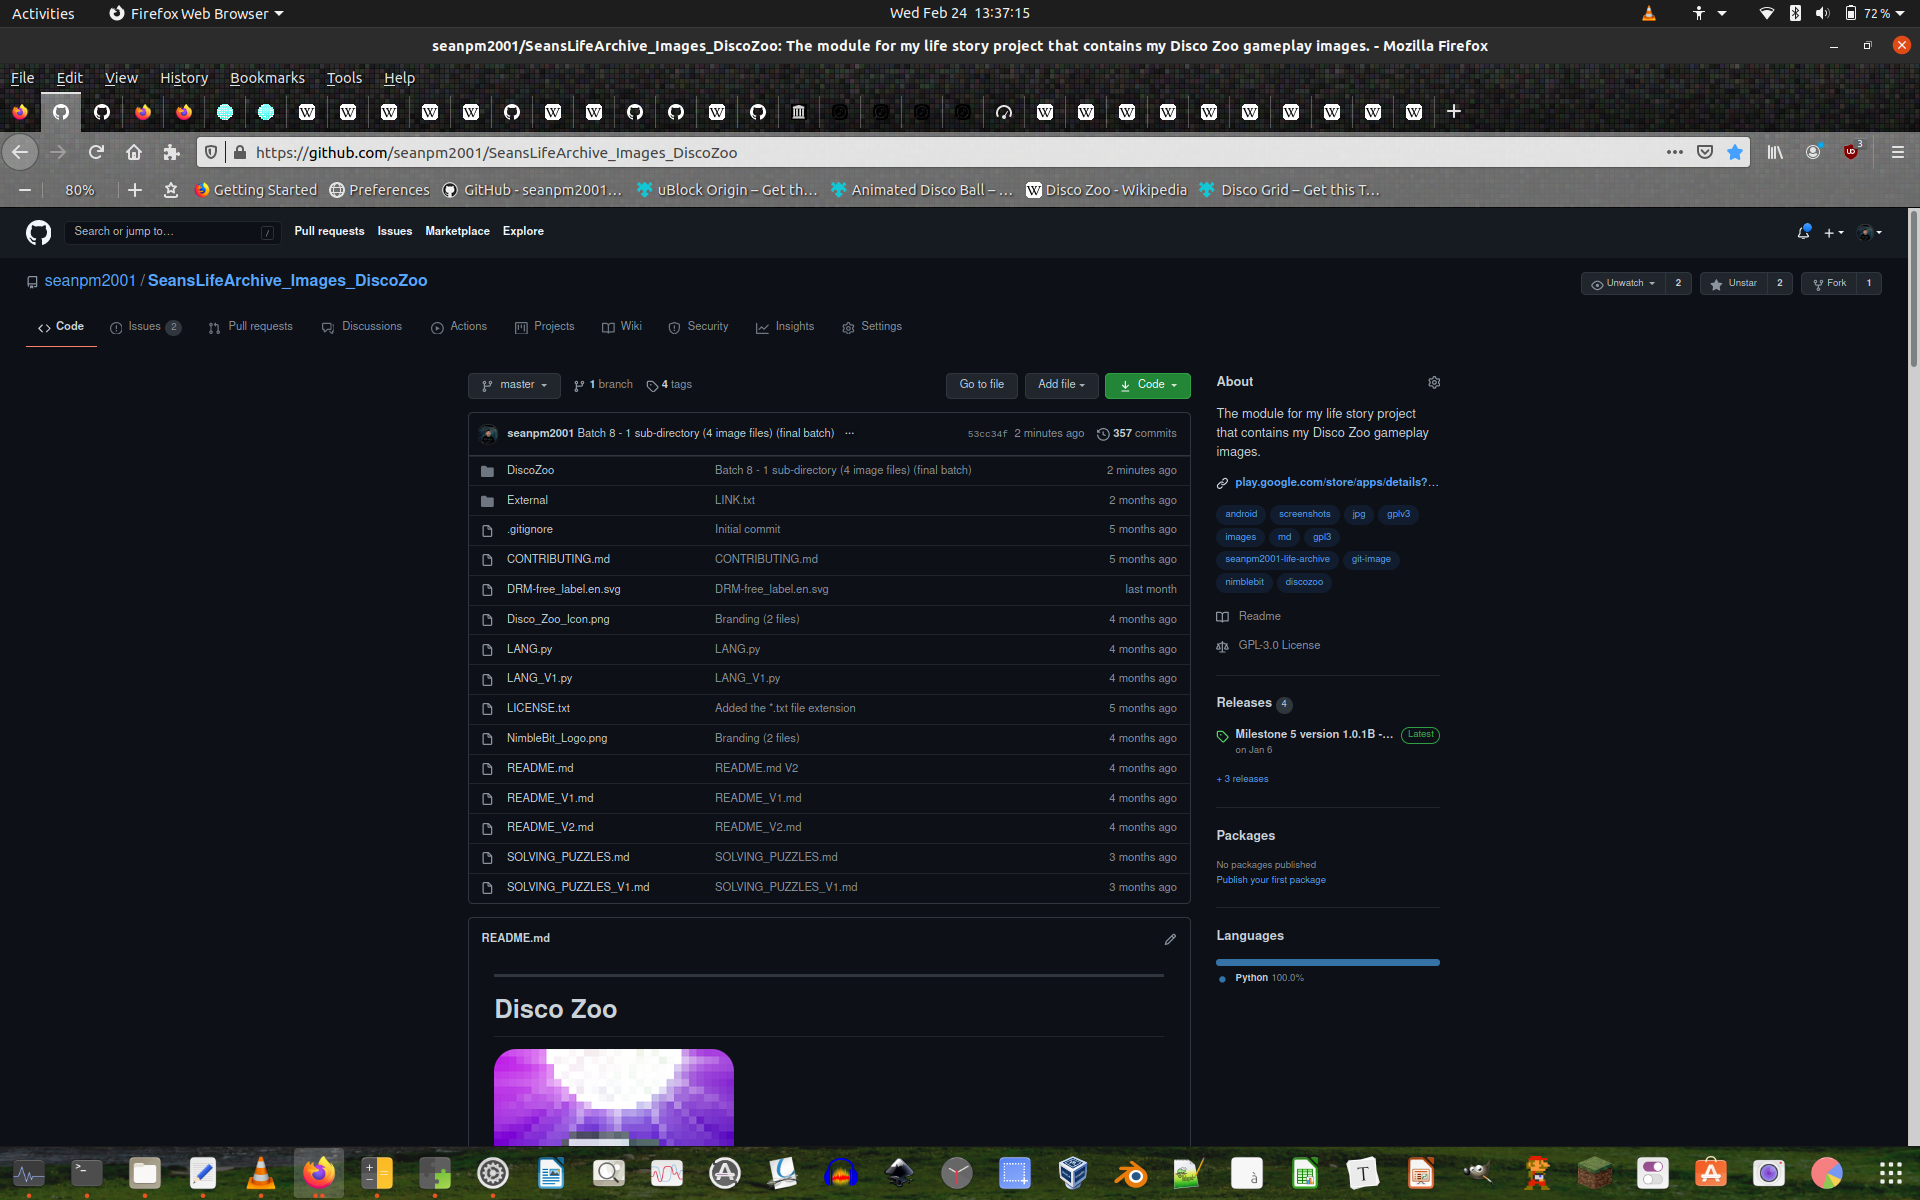 Activities
Firefox Web Browser
Wed Feb 24 13:37:15
72 %
seanpm2001/SeansLifeArchive_Images_DiscoZoo: The module for my life story project that contains my Disco Zoo gameplay images. - Mozilla Firefox
File Edit View History Bookmarks Tools Help
https://github.com/seanpm2001/SeansLifeArchive_Images_DiscoZoo
3
80%
Getting Started
Preferences
GitHub - seanpm2001...
uBlock Origin – Get th...
Animated Disco Ball – ...
Disco Zoo - Wikipedia
Disco Grid – Get this T...
Search or jump to...
/
Pull requests Issues Marketplace Explore
seanpm2001 / SeansLifeArchive_Images_DiscoZoo
Unwatch 2
Unstar 2
Fork 1
Code
Issues 2
Pull requests
Discussions
Actions
Projects
Wiki
Security
Insights
Settings
master
1 branch
4 tags
Go to file
Add file
Code
seanpm2001 Batch 8 - 1 sub-directory (4 image files) (final batch) ...
53cc34f 2 minutes ago
357 commits
DiscoZoo Batch 8 - 1 sub-directory (4 image files) (final batch) 2 minutes ago
External LINK.txt 2 months ago
.gitignore Initial commit 5 months ago
CONTRIBUTING.md CONTRIBUTING.md 5 months ago
DRM-free_label.en.svg DRM-free_label.en.svg last month
Disco_Zoo_Icon.png Branding (2 files) 4 months ago
LANG.py LANG.py 4 months ago
LANG_V1.py LANG_V1.py 4 months ago
LICENSE.txt Added the *.txt file extension 5 months ago
NimbleBit_Logo.png Branding (2 files) 4 months ago
README.md README.md V2 4 months ago
README_V1.md README_V1.md 4 months ago
README_V2.md README_V2.md 4 months ago
SOLVING_PUZZLES.md SOLVING_PUZZLES.md 3 months ago
SOLVING_PUZZLES_V1.md SOLVING_PUZZLES_V1.md 3 months ago
README.md
Disco Zoo
About
The module for my life story project
that contains my Disco Zoo gameplay
images.
play.google.com/store/apps/details?...
android screenshots jpg gplv3
images md gpl3
seanpm2001-life-archive git-image
nimblebit discozoo
Readme
GPL-3.0 License
Releases 4
Milestone 5 version 1.0.1B -... Latest
on Jan 6
+ 3 releases
Packages
No packages published
Publish your first package
Languages
Python 100.0%